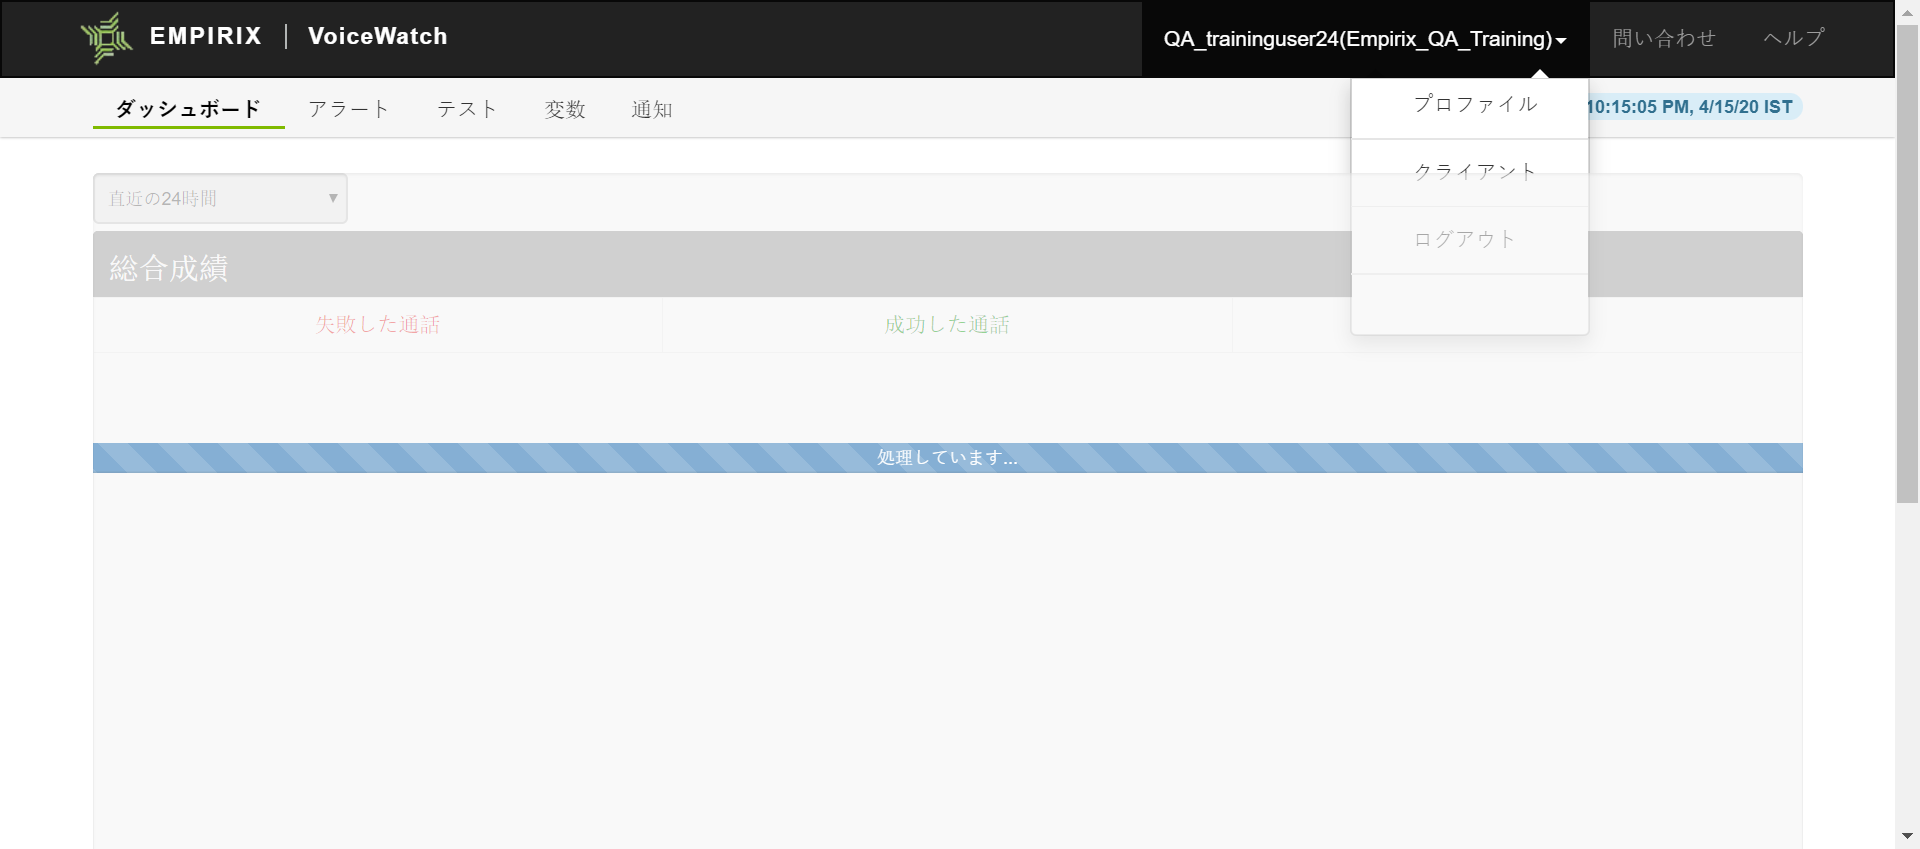 EMPIRIX | VoiceWatch
QA_traininguser24(Empirix_QA_Training)
問い合わせ
ヘルプ
ダッシュボード
アラート
テスト
変数
通知
10:15:05 PM, 4/15/20 IST
プロファイル
クライアント
ログアウト
直近の24時間
総合成績
失敗した通話
成功した通話
処理しています...